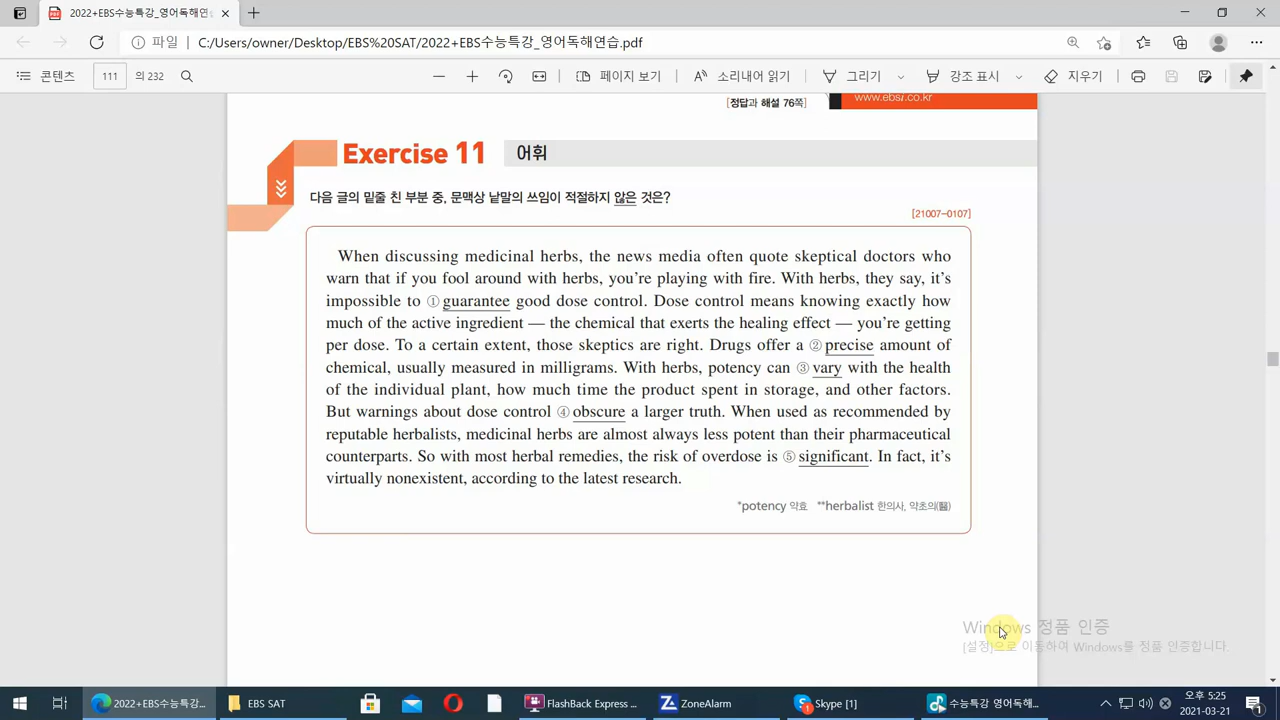 2022+EBS수능특강_영어독해연
파일 C:/Users/owner/Desktop/EBS%20SAT/2022+EBS수능특강_영어독해연습.pdf
콘텐츠 111 의 232 페이지 보기 소리내어 읽기 그리기 강조 표시 지우기
[정답과 해설 76쪽] www.ebsi.co.kr
Exercise 11 어휘
다음 글의 밑줄 친 부분 중, 문맥상 낱말의 쓰임이 적절하지 않은 것은?
[21007-0107]
When discussing medicinal herbs, the news media often quote skeptical doctors who
warn that if you fool around with herbs, you're playing with fire. With herbs, they say, it's
impossible to ① guarantee good dose control. Dose control means knowing exactly how
much of the active ingredient — the chemical that exerts the healing effect — you're getting
per dose. To a certain extent, those skeptics are right. Drugs offer a ② precise amount of
chemical, usually measured in milligrams. With herbs, potency can ③ vary with the health
of the individual plant, how much time the product spent in storage, and other factors.
But warnings about dose control ④ obscure a larger truth. When used as recommended by
reputable herbalists, medicinal herbs are almost always less potent than their pharmaceutical
counterparts. So with most herbal remedies, the risk of overdose is ⑤ significant. In fact, it's
virtually nonexistent, according to the latest research.
*potency 약효 **herbalist 한의사, 약초의(醫)
Windows 정품 인증
[설정]으로 이동하여 Windows를 정품 인증합니다.
2022+EBS수능특강_... EBS SAT FlashBack Express ... ZoneAlarm Skype [1] 수능특강 영어독해... 오후 5:25
2021-03-21